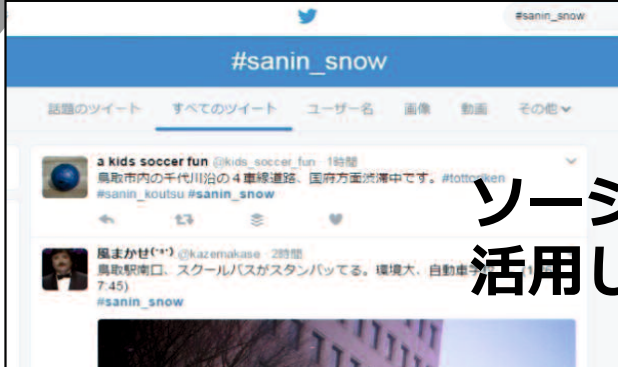 #sanin_snow
#sanin_snow
話題のツイート すべてのツイート ユーザー名 画像 動画 その他
a kids soccer fun @kids_soccer_fun · 1時間
鳥取市内の千代川沿の4車線道路、国府方面渋滞中です。#tottoriken
#sanin_koutsu #sanin_snow
風まかせ(*'') @kazemakase · 2時間
鳥取駅南口、スクールバスがスタンバッてる。環境大、自動車学
7:45)
#sanin_snow
ソーシ
活用し